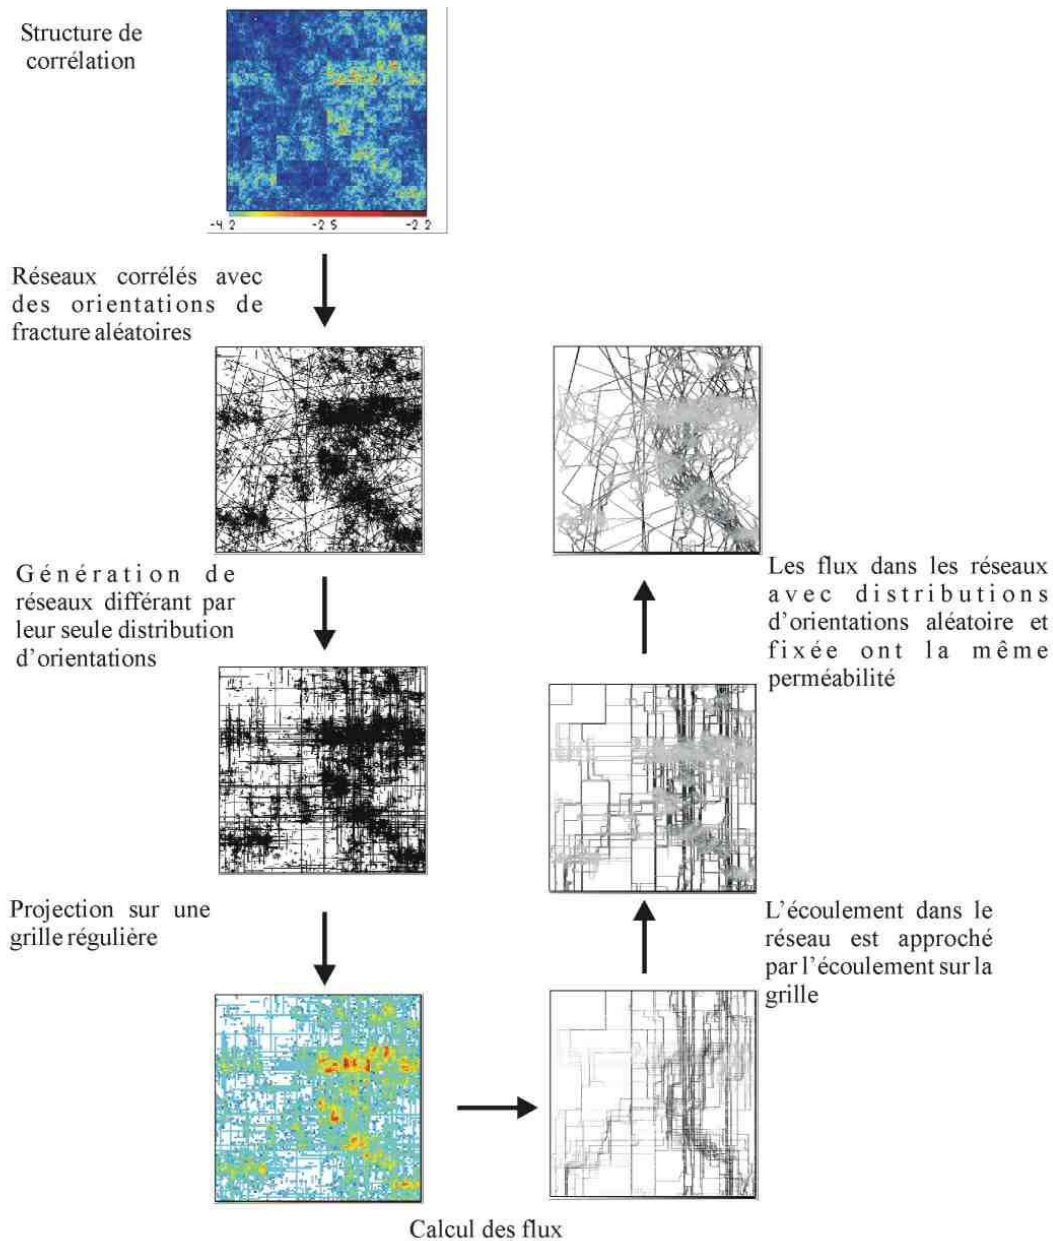 Structure de
corrélation
-4.2 -2 5 -2 2
Réseaux corrélés avec
des orientations de
fracture aléatoires
Génération de
réseaux différant par
leur seule distribution
d'orientations
Les flux dans les réseaux
avec distributions
d'orientations aléatoire et
fixée ont la même
perméabilité
Projection sur une
grille régulière
L'écoulement dans le
réseau est approché
par l'écoulement sur la
grille
Calcul des flux